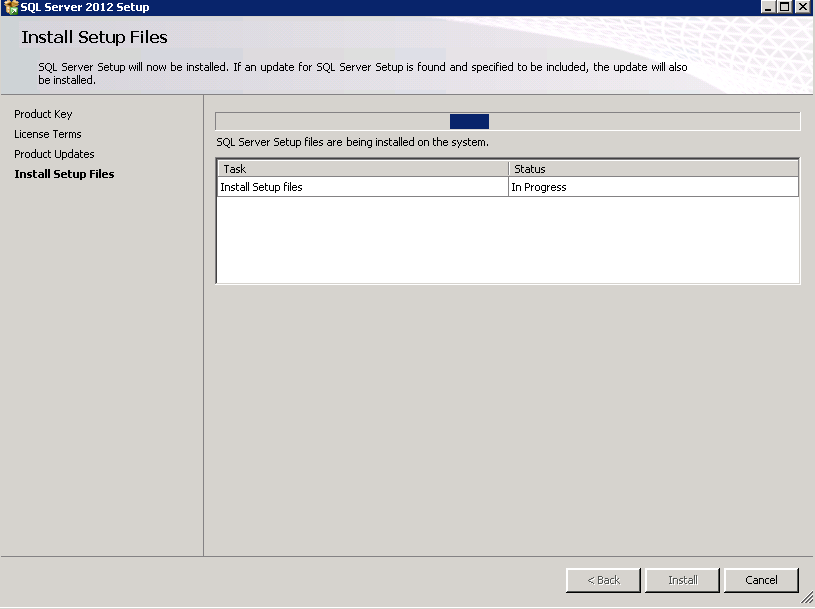 SQL Server 2012 Setup
Install Setup Files
SQL Server Setup will now be installed. If an update for SQL Server Setup is found and specified to be included, the update will also
be installed.
Product Key
License Terms
Product Updates
Install Setup Files
SQL Server Setup files are being installed on the system.
Task Status
Install Setup files In Progress
< Back Install Cancel